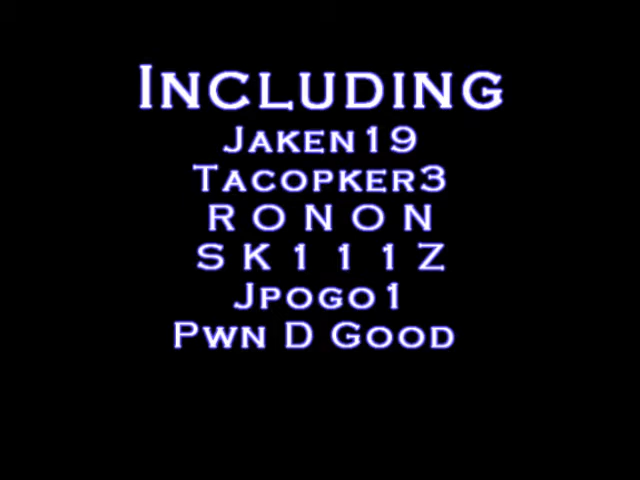 Including
Jaken19
Tacopker3
R O N O N
S K 1 1 1 Z
Jpogo1
Pwn D Good